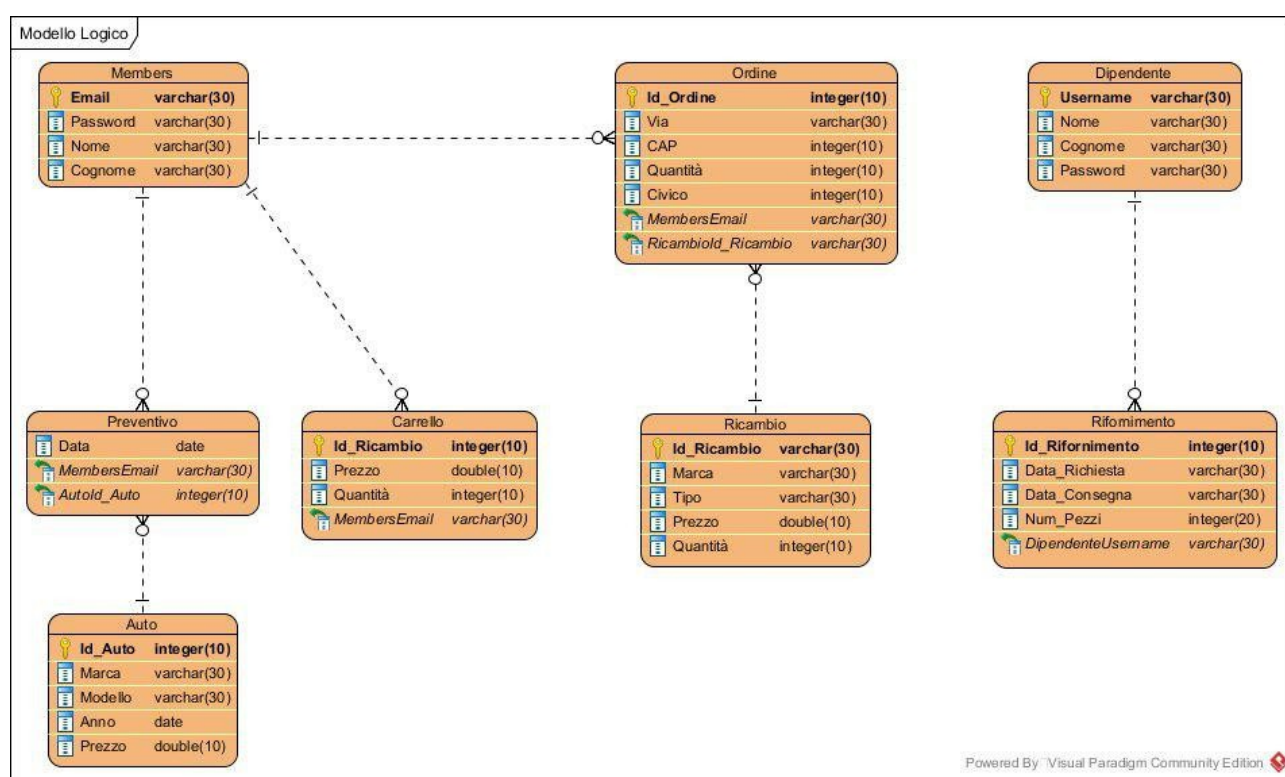 Modello Logico
Members
Email varchar(30)
Password varchar(30)
Nome varchar(30)
Cognome varchar(30)
Ordine
Id_Ordine integer(10)
Via varchar(30)
CAP integer(10)
Quantità integer(10)
Civico integer(10)
MembersEmail varchar(30)
RicambioId_Ricambio varchar(30)
Dipendente
Username varchar(30)
Nome varchar(30)
Cognome varchar(30)
Password varchar(30)
Preventivo
Data date
MembersEmail varchar(30)
AutoId_Auto integer(10)
Carrello
Id_Ricambio integer(10)
Prezzo double(10)
Quantità integer(10)
MembersEmail varchar(30)
Ricambio
Id_Ricambio varchar(30)
Marca varchar(30)
Tipo varchar(30)
Prezzo double(10)
Quantità integer(10)
Rifornimento
Id_Rifornimento integer(10)
Data_Richiesta varchar(30)
Data_Consegna varchar(30)
Num_Pezzi integer(20)
DipendenteUsername varchar(30)
Auto
Id_Auto integer(10)
Marca varchar(30)
Modello varchar(30)
Anno date
Prezzo double(10)
Powered By Visual Paradigm Community Edition